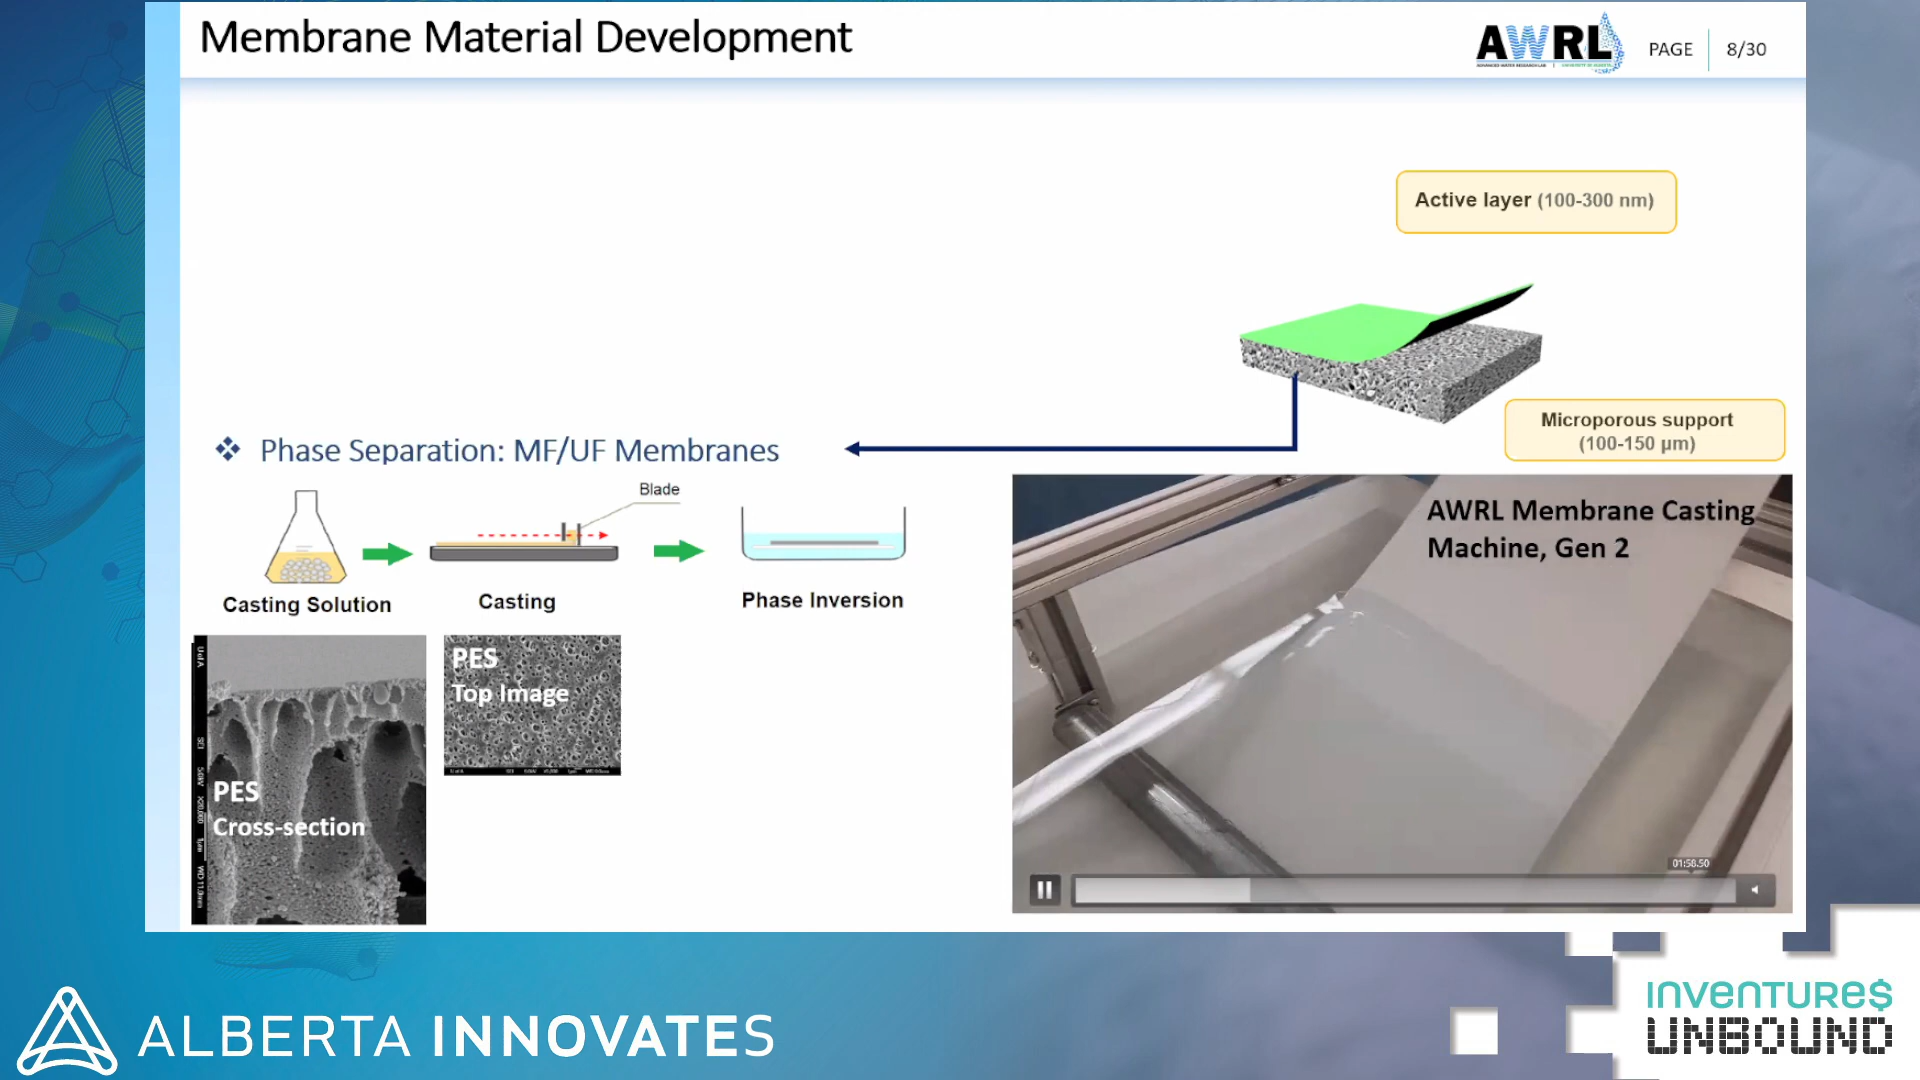 Membrane Material Development
AWRL
PAGE 8/30
Active layer (100-300 nm)
Microporous support
(100-150 µm)
❖ Phase Separation: MF/UF Membranes
Blade
Casting Solution
Casting
Phase Inversion
AWRL Membrane Casting
Machine, Gen 2
PES
Top Image
PES
Cross-section
01:58.50
ALBERTA INNOVATES
INVENTURE$
UNBOUND